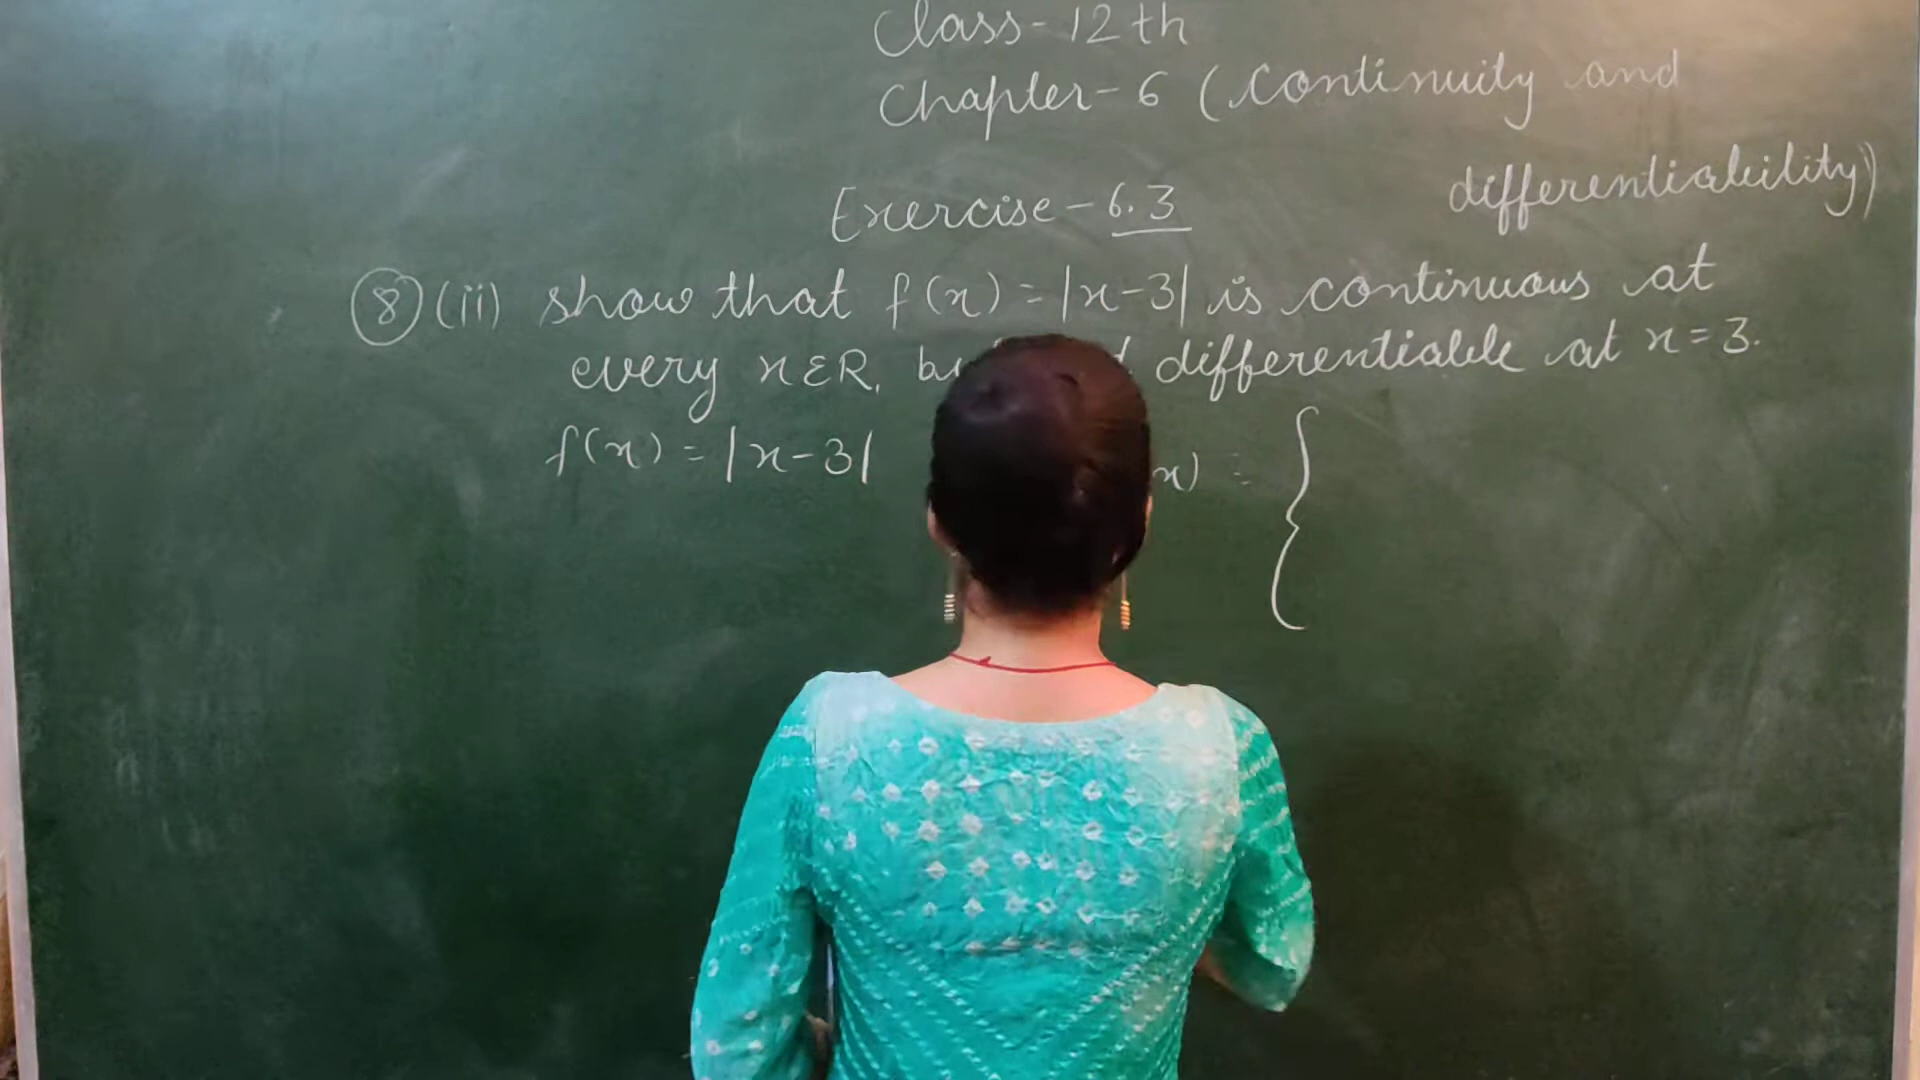 Class-12th
Chapter-6 (Continuity and
differentiability)
Exercise-6.3
8 (ii) show that f(x) = |x-3| is continuous at
every x∈R, differentiable at x=3.
f(x) = |x-3| x) = {